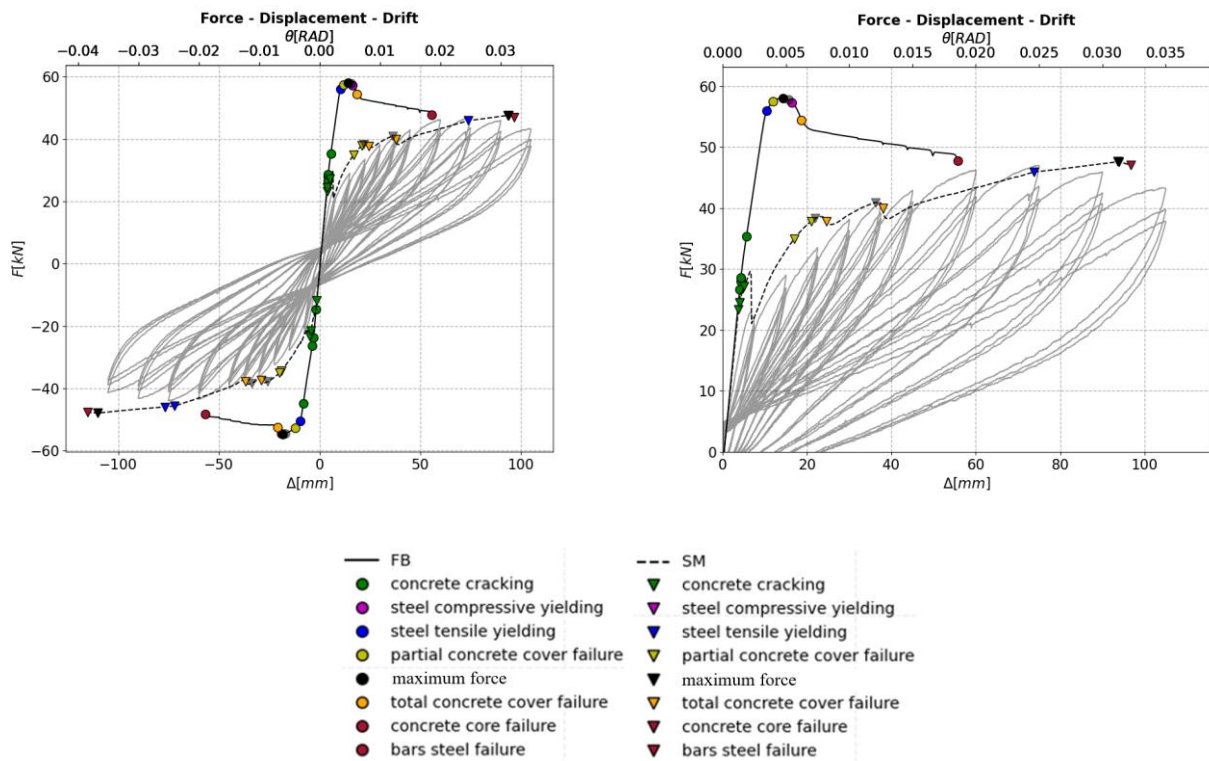 Force - Displacement - Drift
θ[RAD]
−0.04 −0.03 −0.02 −0.01 0.00 0.01 0.02 0.03
60
40
20
0
−20
−40
−60
F[kN]
−100 −50 0 50 100
Δ[mm]
Force - Displacement - Drift
θ[RAD]
0.000 0.005 0.010 0.015 0.020 0.025 0.030 0.035
60
50
40
30
20
10
0
F[kN]
0 20 40 60 80 100
Δ[mm]
FB
concrete cracking
steel compressive yielding
steel tensile yielding
partial concrete cover failure
maximum force
total concrete cover failure
concrete core failure
bars steel failure
SM
concrete cracking
steel compressive yielding
steel tensile yielding
partial concrete cover failure
maximum force
total concrete cover failure
concrete core failure
bars steel failure